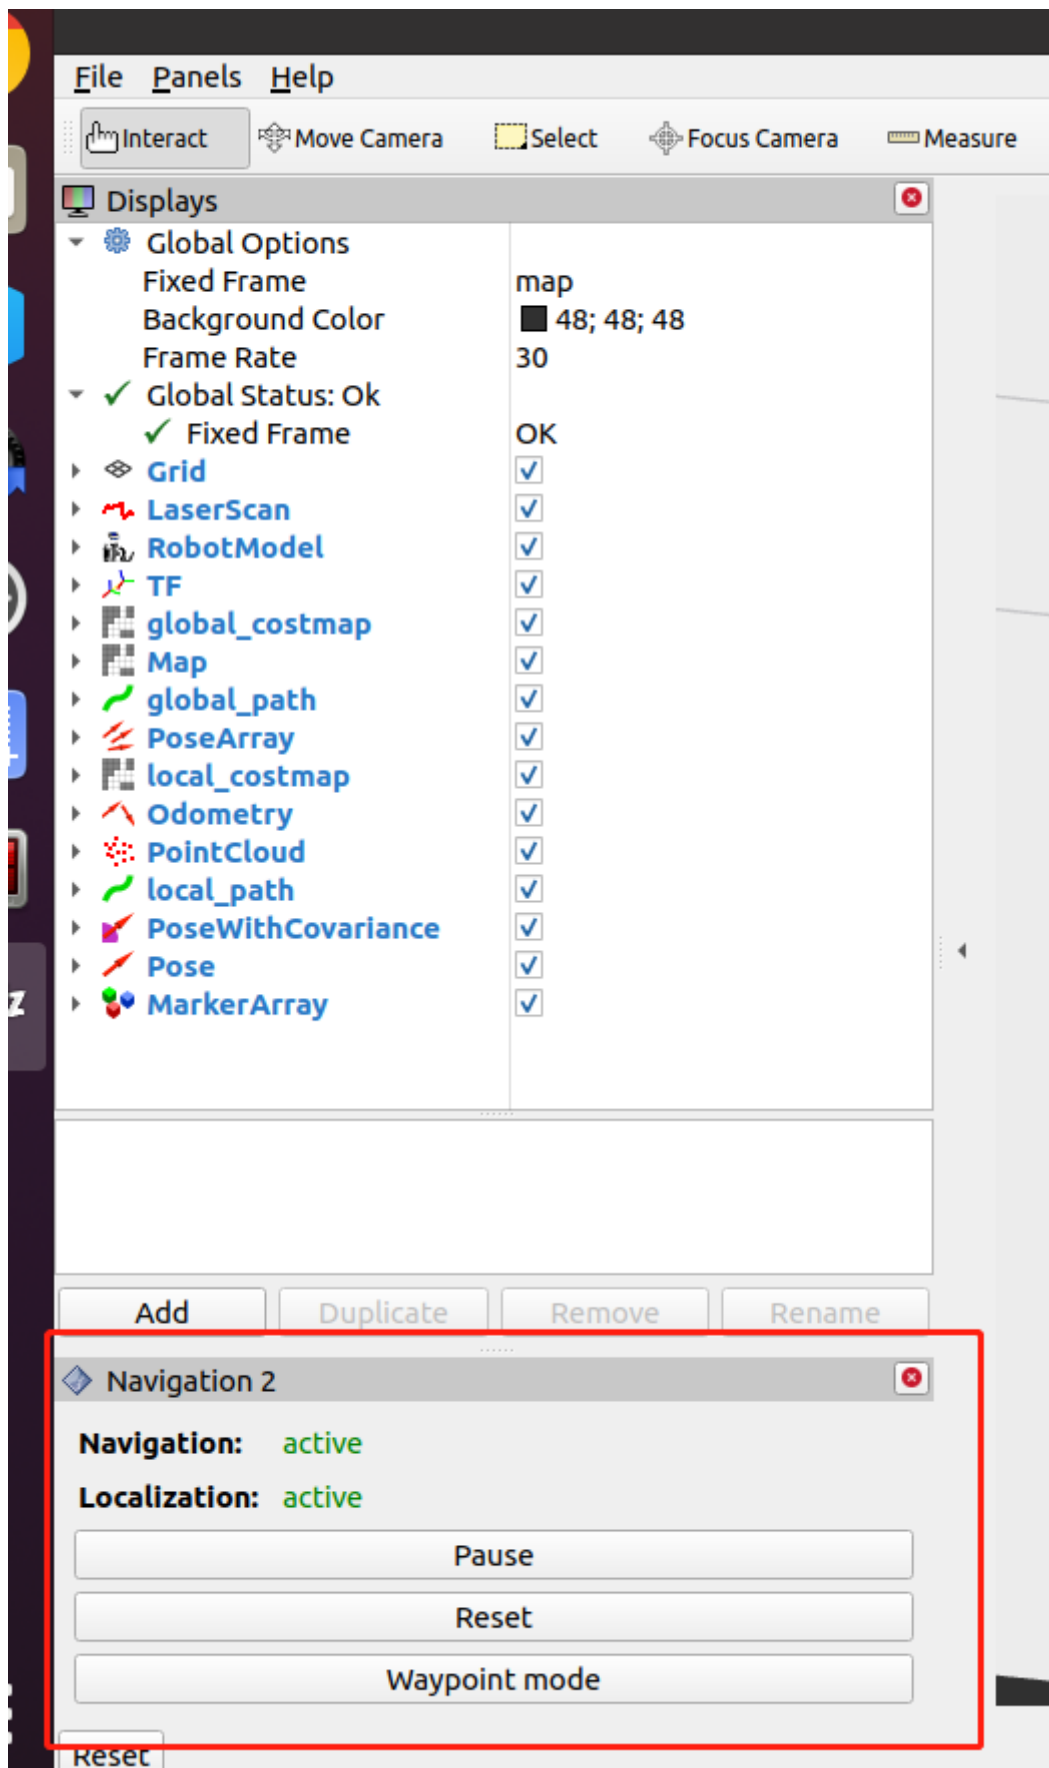 File Panels Help
Interact Move Camera Select Focus Camera Measure
Displays
Global Options
Fixed Frame map
Background Color 48; 48; 48
Frame Rate 30
Global Status: Ok
Fixed Frame OK
Grid
LaserScan
RobotModel
TF
global_costmap
Map
global_path
PoseArray
local_costmap
Odometry
PointCloud
local_path
PoseWithCovariance
Pose
MarkerArray
Add Duplicate Remove Rename
Navigation 2
Navigation: active
Localization: active
Pause
Reset
Waypoint mode
Reset